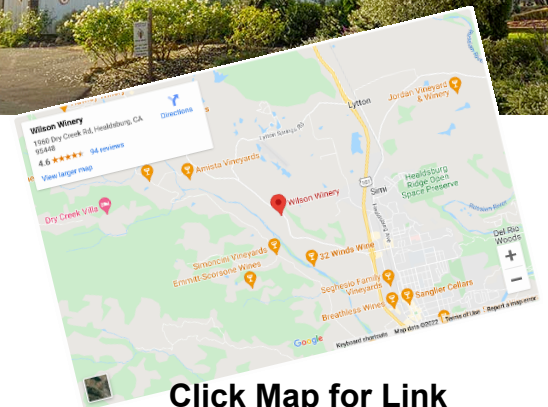 Wilson Winery
1960 Dry Creek Rd, Healdsburg, CA
95448
4.6 94 reviews
View larger map
Directions
Lytton
Jordan Vineyard
& Winery
Lytton Springs Rd
Amista Vineyards
Wilson Winery
Simi
Healdsburg
Ridge Open
Space Preserve
Healdsburg Ave
Dry Creek Villa
Del Rio
Woods
Simoncini Vineyards
Emmitt-Scorsone Wines
32 Winds Wine
Seghesio Family
Vineyards
Breathless Wines
Sanglier Cellars
+
−
Google
Keyboard shortcuts
Map data ©2022
Terms of Use
Report a map error
Click Map for Link